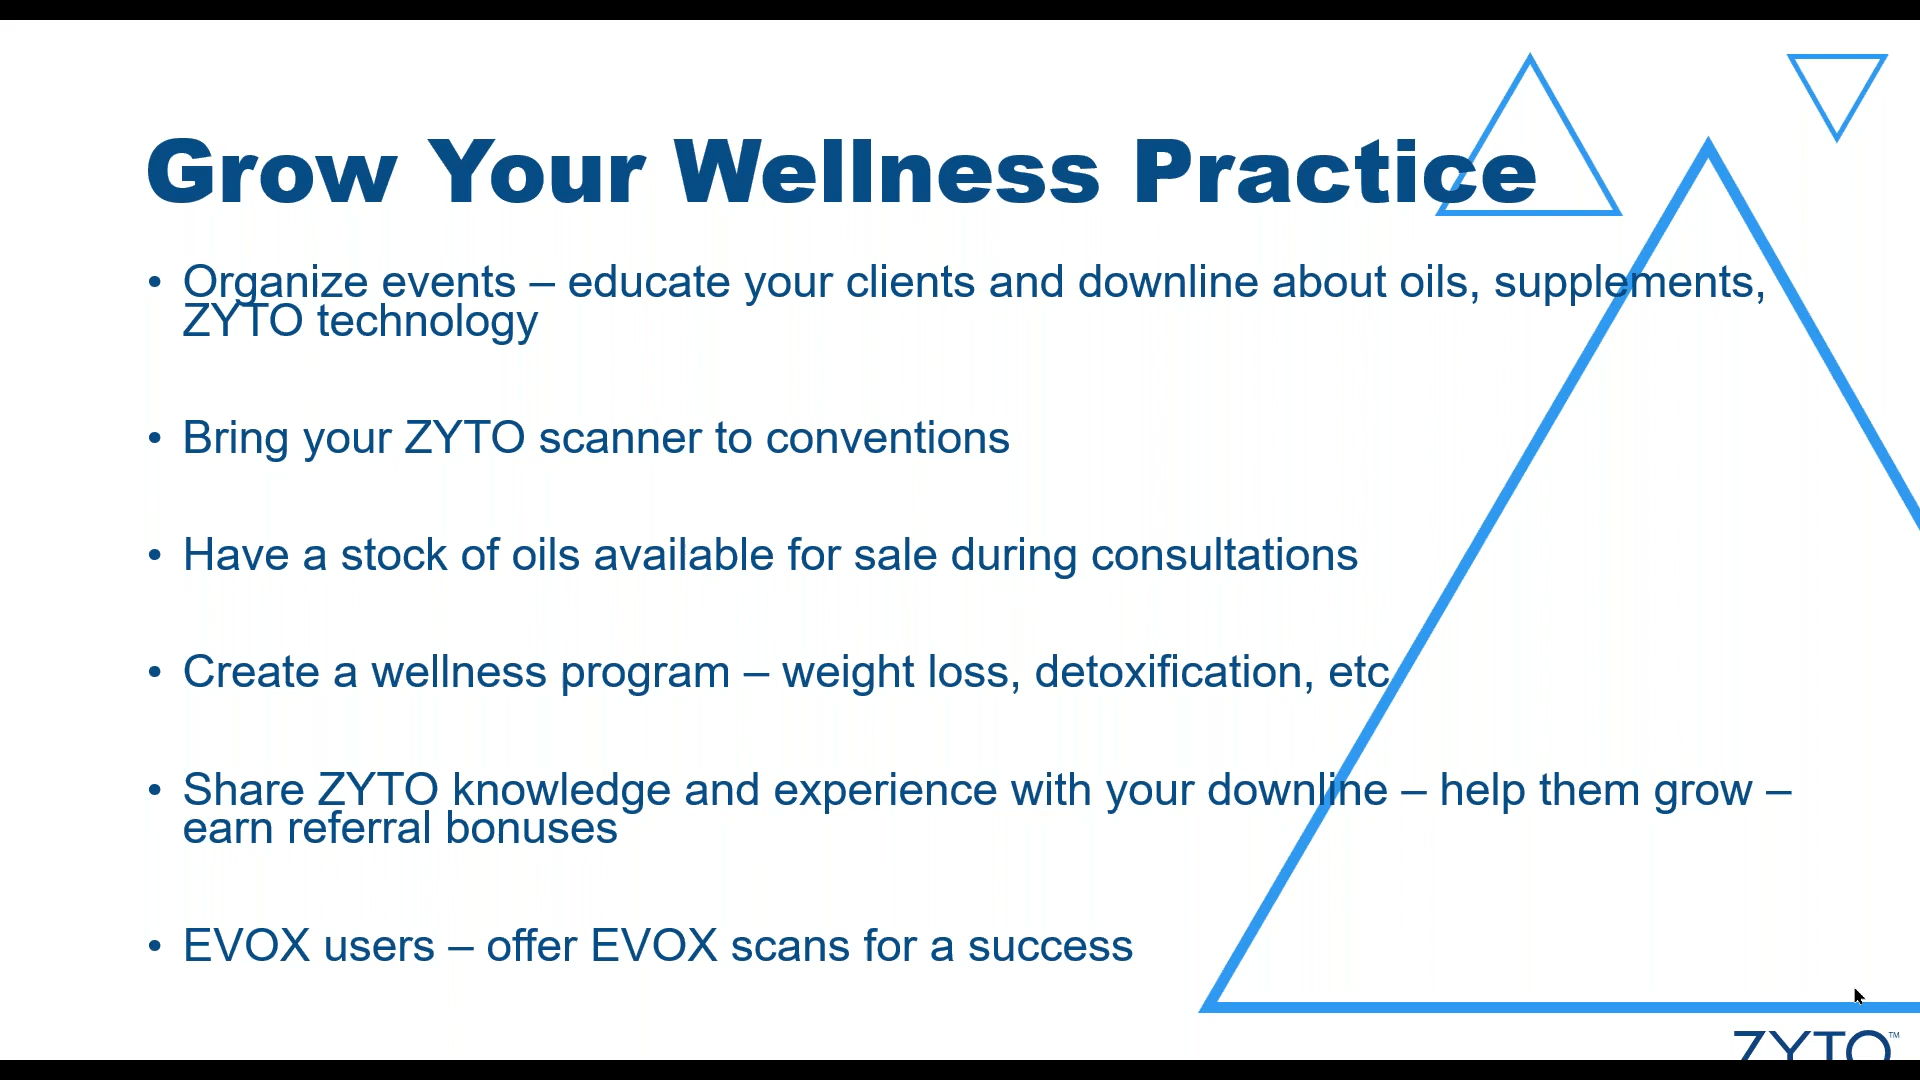 Grow Your Wellness Practice
• Organize events – educate your clients and downline about oils, supplements,
ZYTO technology
• Bring your ZYTO scanner to conventions
• Have a stock of oils available for sale during consultations
• Create a wellness program – weight loss, detoxification, etc
• Share ZYTO knowledge and experience with your downline – help them grow –
earn referral bonuses
• EVOX users – offer EVOX scans for a success
ZYTO™